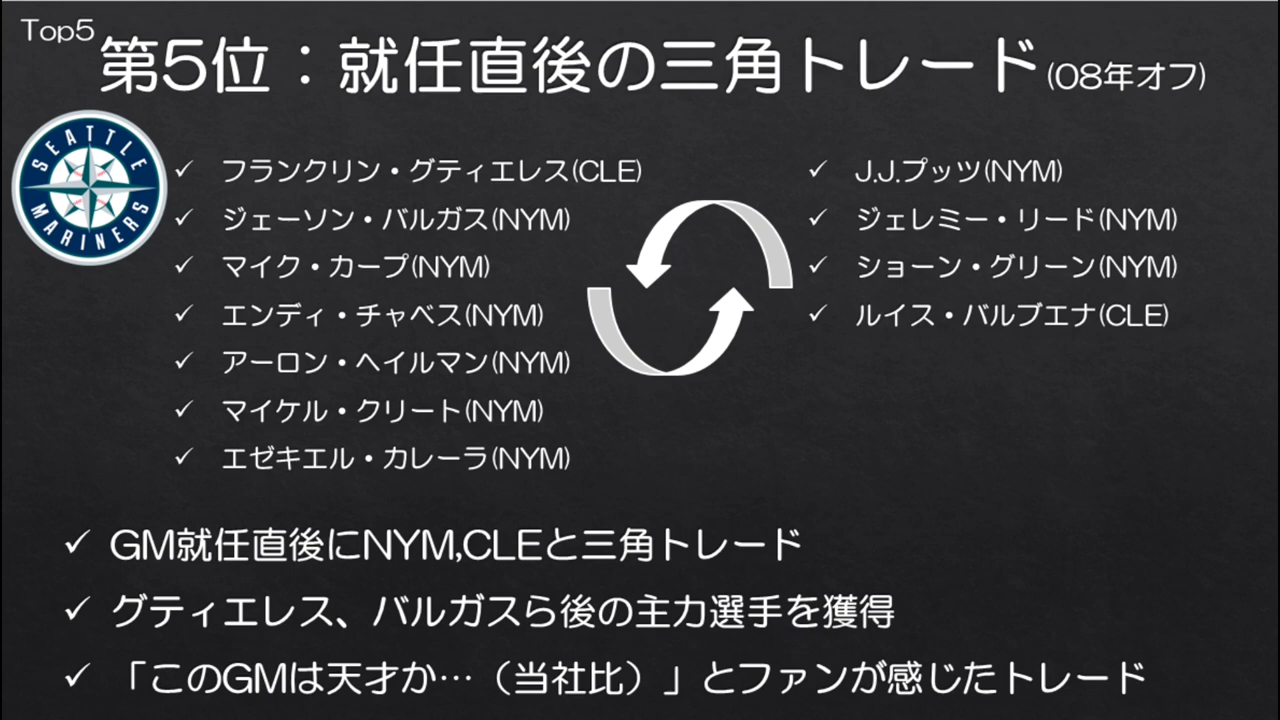 Top5
第5位：就任直後の三角トレード(08年オフ)
SEATTLE
MARINERS
フランクリン・グティエレス(CLE)
ジェーソン・バルガス(NYM)
マイク・カープ(NYM)
エンディ・チャベス(NYM)
アーロン・ヘイルマン(NYM)
マイケル・クリート(NYM)
エゼキエル・カレーラ(NYM)
J.J.プッツ(NYM)
ジェレミー・リード(NYM)
ショーン・グリーン(NYM)
ルイス・バルブエナ(CLE)
GM就任直後にNYM,CLEと三角トレード
グティエレス、バルガスら後の主力選手を獲得
「このGMは天才か…（当社比）」とファンが感じたトレード